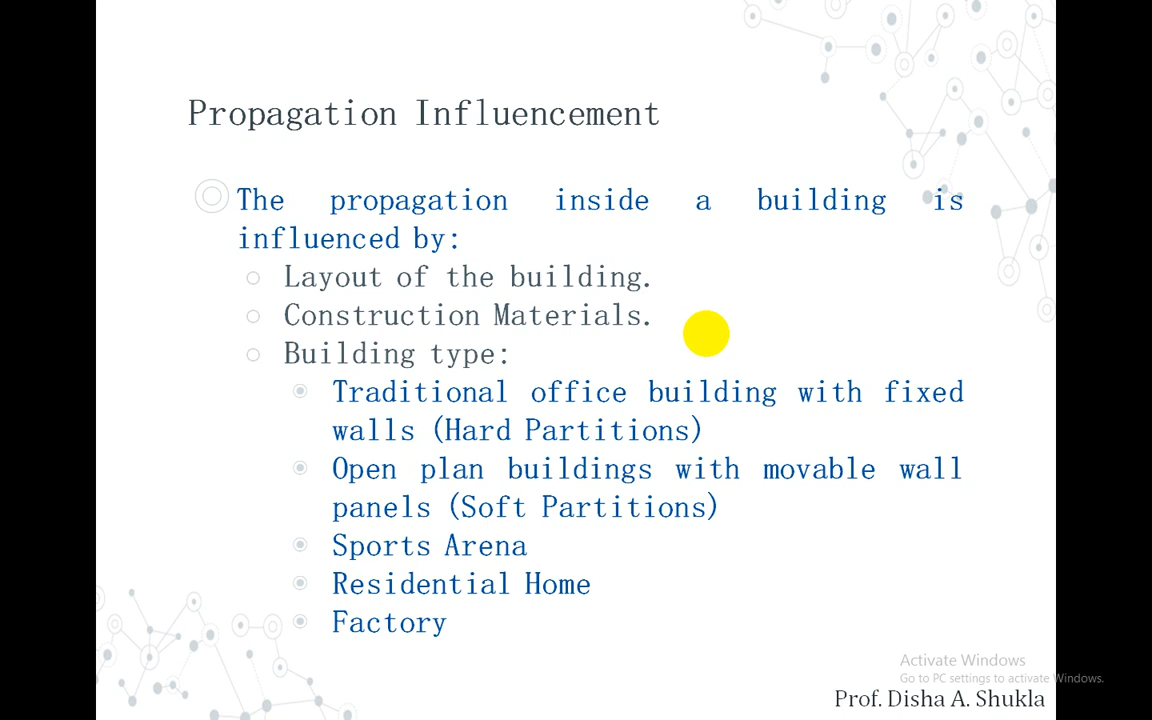 Propagation Influencement
The propagation inside a building is
influenced by:
Layout of the building.
Construction Materials.
Building type:
Traditional office building with fixed
walls (Hard Partitions)
Open plan buildings with movable wall
panels (Soft Partitions)
Sports Arena
Residential Home
Factory
Activate Windows
Go to PC settings to activate Windows.
Prof. Disha A. Shukla